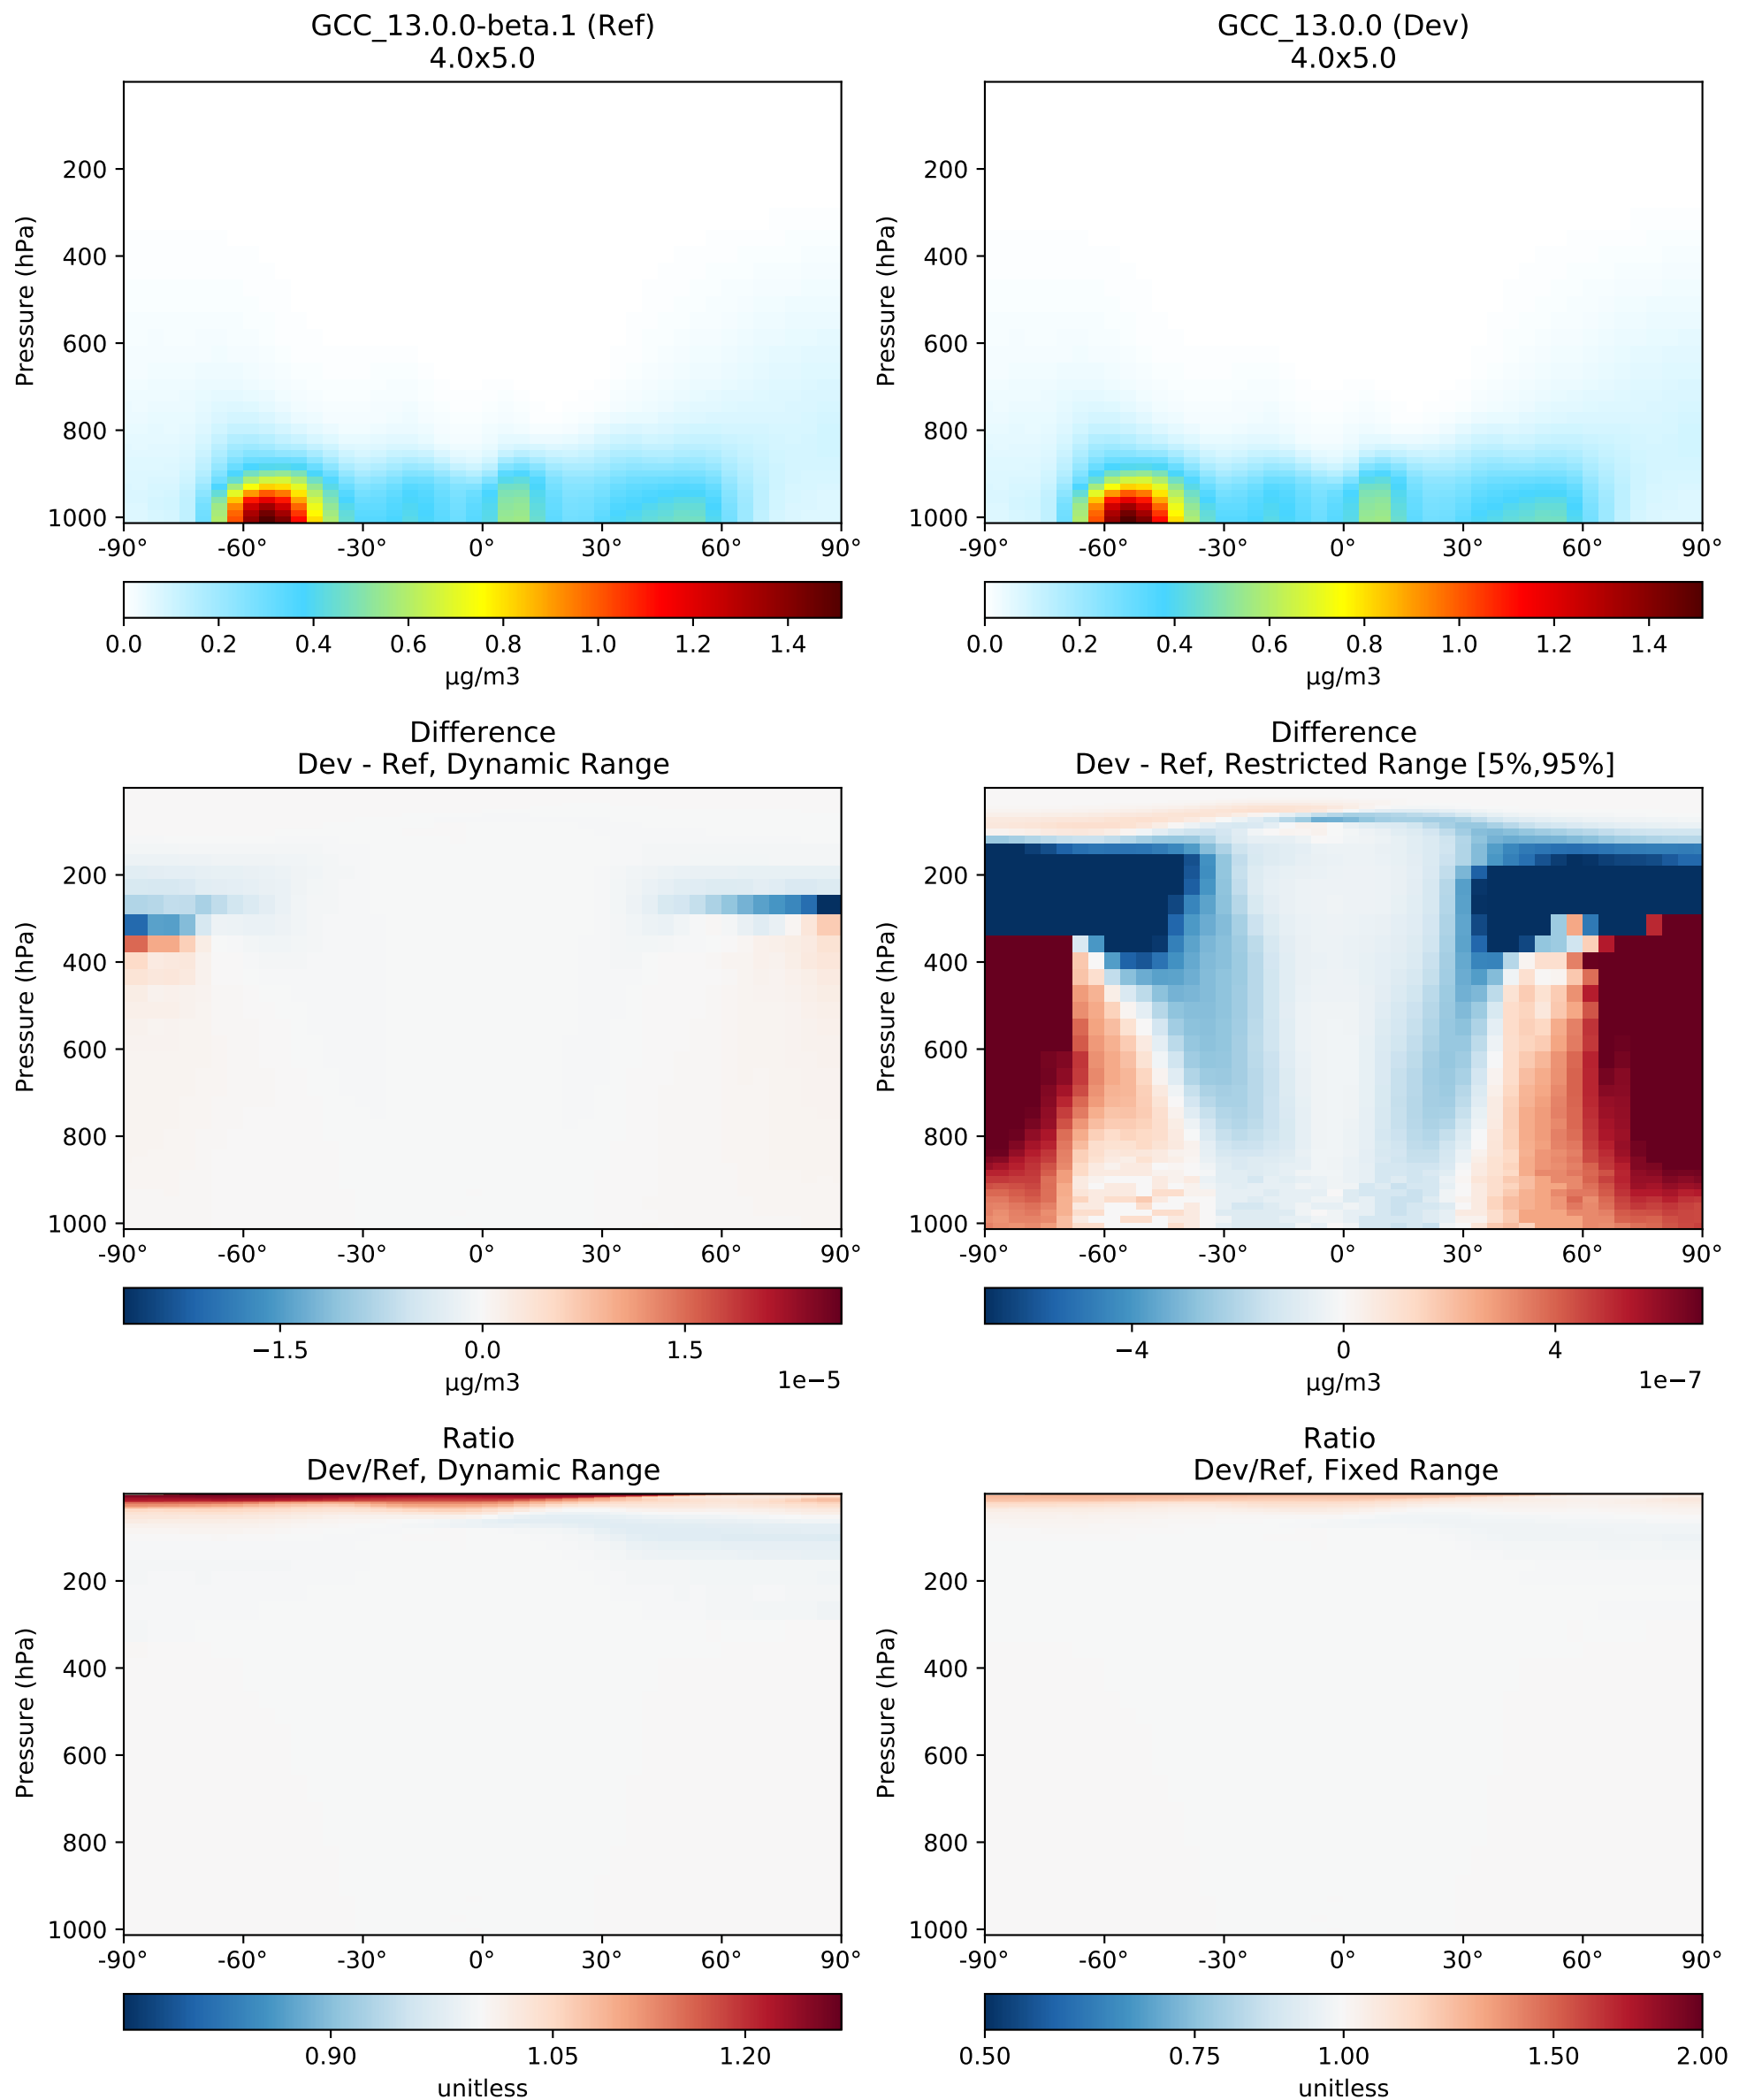 GCC_13.0.0-beta.1 (Ref)
4.0x5.0
Pressure (hPa)
200
400
600
800
1000
-90° -60° -30° 0° 30° 60° 90°
0.0 0.2 0.4 0.6 0.8 1.0 1.2 1.4
µg/m3
GCC_13.0.0 (Dev)
4.0x5.0
Pressure (hPa)
200
400
600
800
1000
-90° -60° -30° 0° 30° 60° 90°
0.0 0.2 0.4 0.6 0.8 1.0 1.2 1.4
µg/m3
Difference
Dev - Ref, Dynamic Range
Pressure (hPa)
200
400
600
800
1000
-90° -60° -30° 0° 30° 60° 90°
−1.5 0.0 1.5
µg/m3 1e−5
Difference
Dev - Ref, Restricted Range [5%,95%]
Pressure (hPa)
200
400
600
800
1000
-90° -60° -30° 0° 30° 60° 90°
−4 0 4
µg/m3 1e−7
Ratio
Dev/Ref, Dynamic Range
Pressure (hPa)
200
400
600
800
1000
-90° -60° -30° 0° 30° 60° 90°
0.90 1.05 1.20
unitless
Ratio
Dev/Ref, Fixed Range
Pressure (hPa)
200
400
600
800
1000
-90° -60° -30° 0° 30° 60° 90°
0.50 0.75 1.00 1.50 2.00
unitless